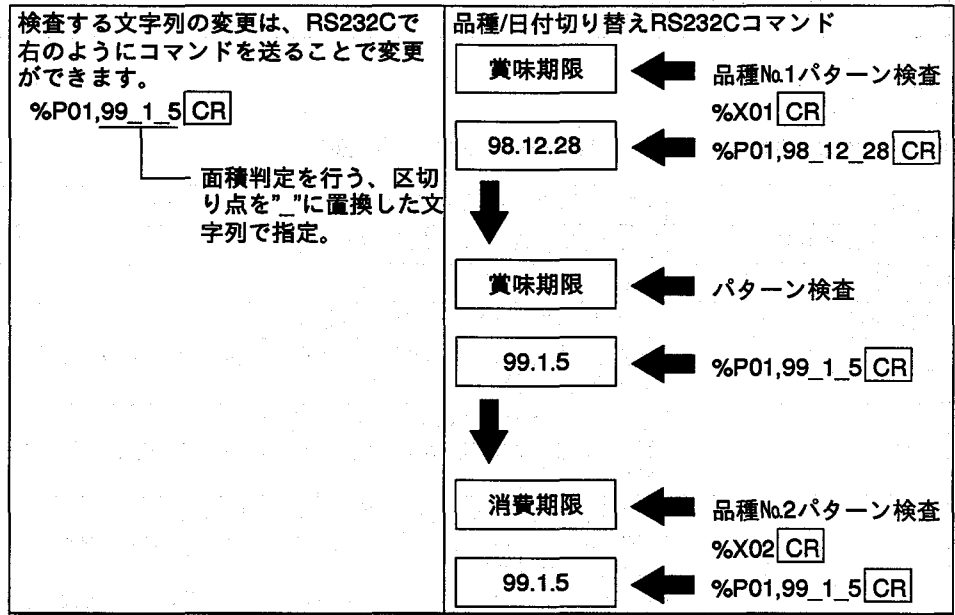 検査する文字列の変更は、RS232Cで
右のようにコマンドを送ることで変更
ができます。
%P01,99_1_5 CR
面積判定を行う、区切
り点を"_"に置換した文
字列で指定。
品種/日付切り替えRS232Cコマンド
賞味期限
品種№1パターン検査
%X01 CR
98.12.28
%P01,98_12_28 CR
賞味期限
パターン検査
99.1.5
%P01,99_1_5 CR
消費期限
品種№2パターン検査
%X02 CR
99.1.5
%P01,99_1_5 CR